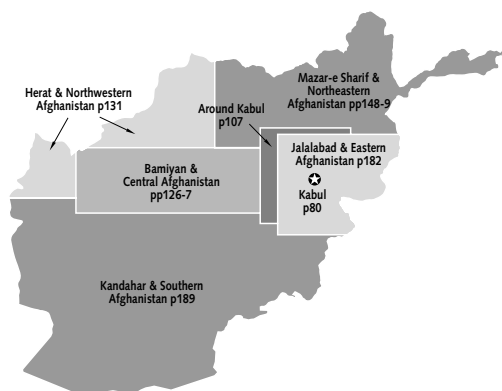 Mazar-e Sharif &
Northeastern
Afghanistan pp148-9
Herat & Northwestern
Afghanistan p131
Around Kabul
p107
Jalalabad & Eastern
Afghanistan p182
Bamiyan &
Central Afghanistan
pp126-7
Kabul
p80
Kandahar & Southern
Afghanistan p189